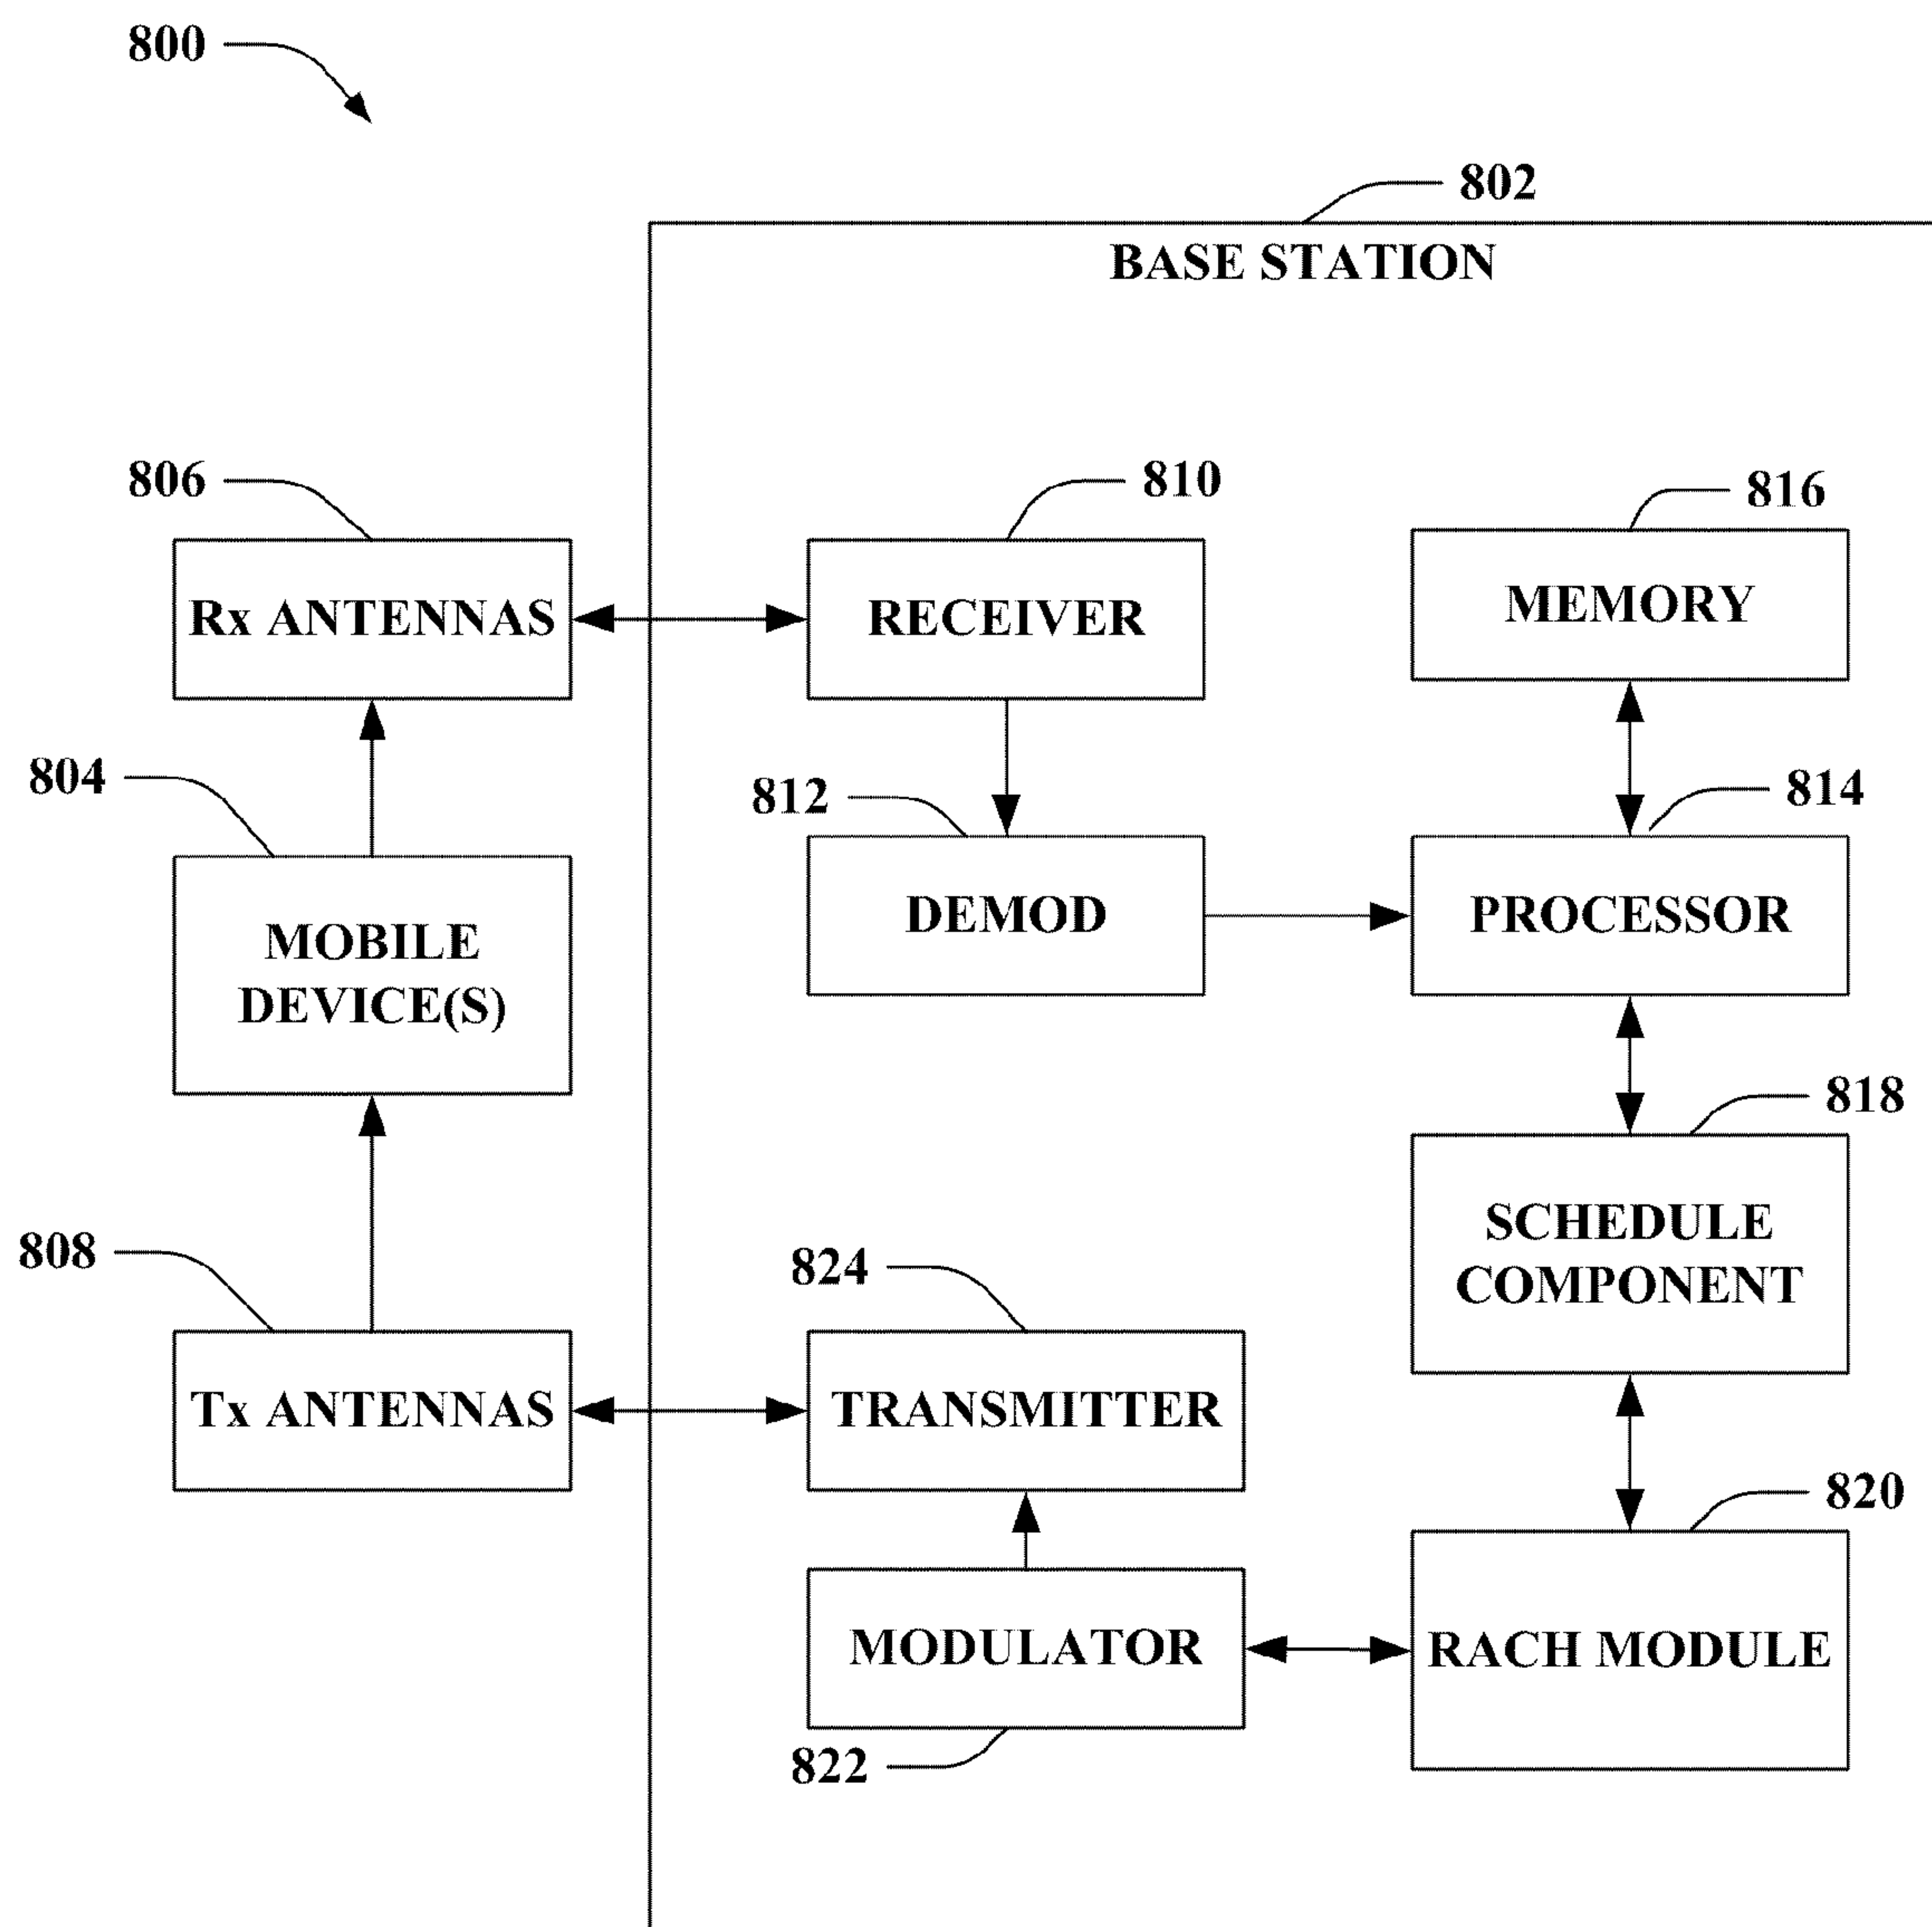 800
802
BASE STATION
806
810
816
Rx ANTENNAS
RECEIVER
MEMORY
804
812
814
MOBILE
DEVICE(S)
DEMOD
PROCESSOR
818
808
824
SCHEDULE
COMPONENT
Tx ANTENNAS
TRANSMITTER
820
MODULATOR
RACH MODULE
822